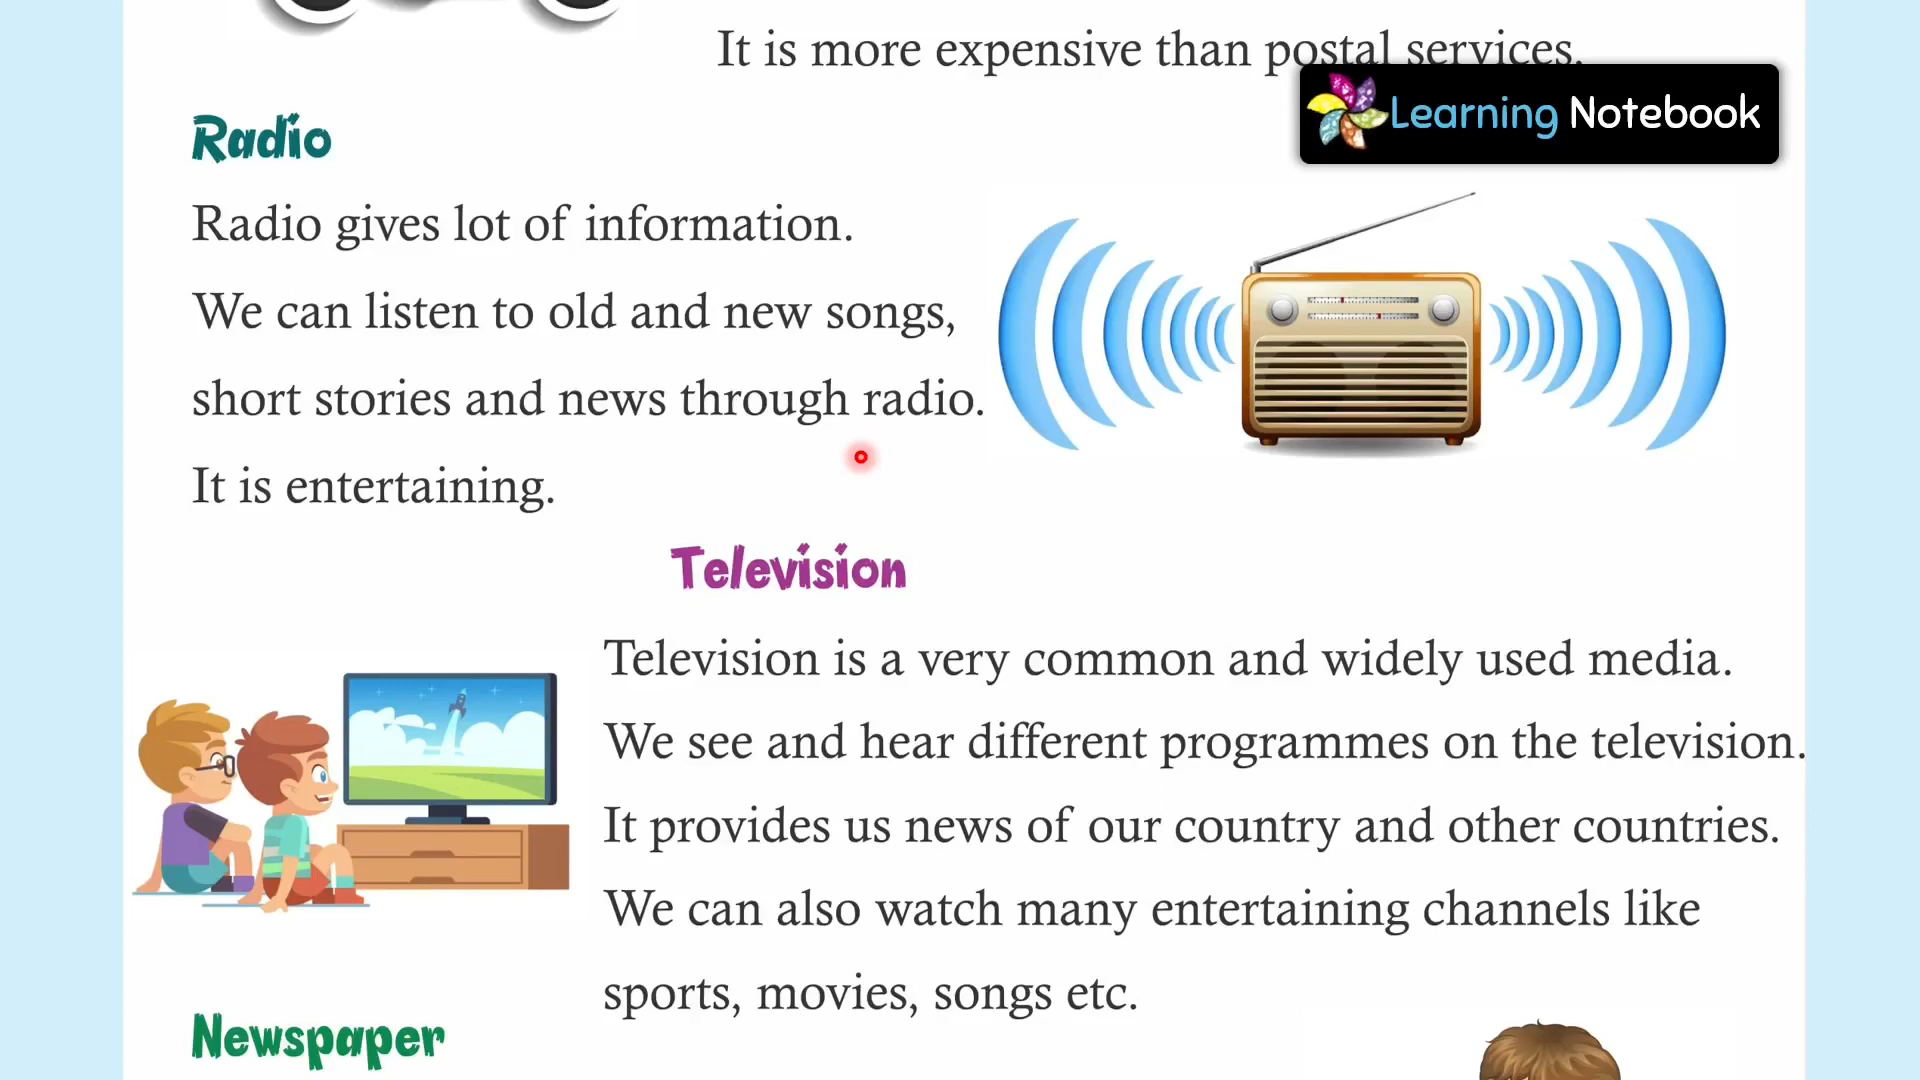 It is more expensive than postal services.
Learning Notebook
Radio
Radio gives lot of information.
We can listen to old and new songs,
short stories and news through radio.
It is entertaining.
Television
Television is a very common and widely used media.
We see and hear different programmes on the television.
It provides us news of our country and other countries.
We can also watch many entertaining channels like
sports, movies, songs etc.
Newspaper